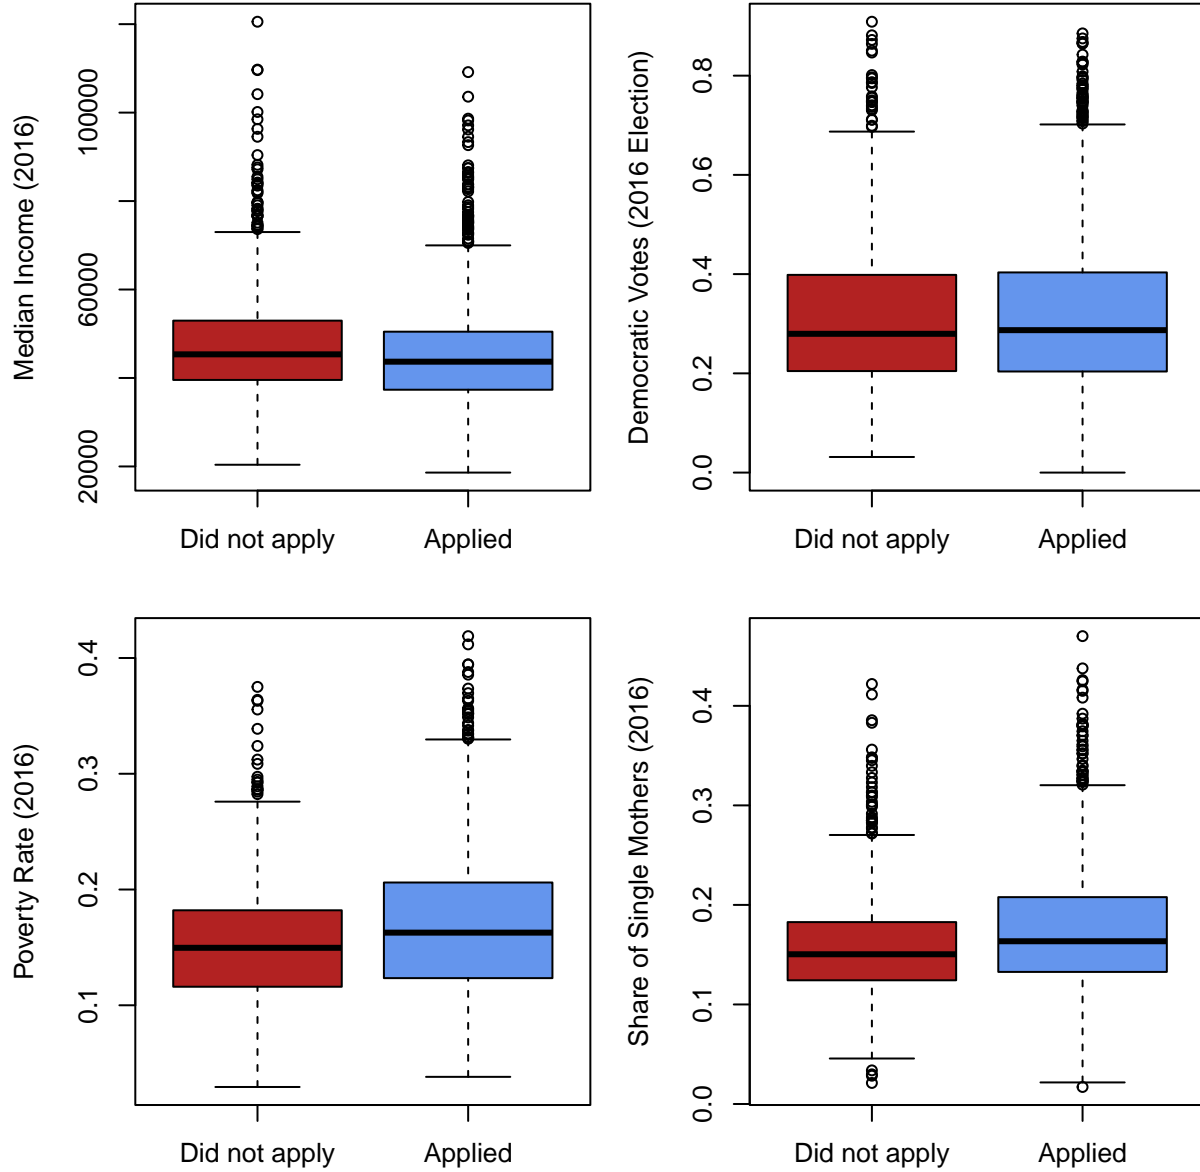 Median Income (2016)
100000
60000
20000
Did not apply
Applied
Democratic Votes (2016 Election)
0.8
0.6
0.4
0.2
0.0
Did not apply
Applied
Poverty Rate (2016)
0.4
0.3
0.2
0.1
Did not apply
Applied
Share of Single Mothers (2016)
0.4
0.3
0.2
0.1
0.0
Did not apply
Applied